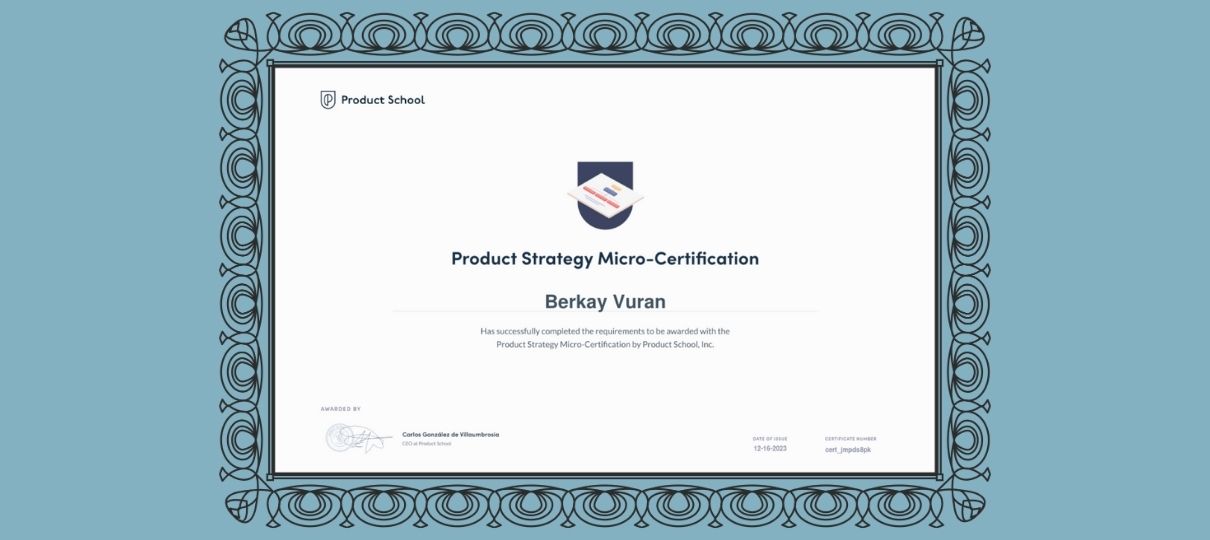 Product School
Product Strategy Micro-Certification
Berkay Vuran
Has successfully completed the requirements to be awarded with the
Product Strategy Micro-Certification by Product School, Inc.
AWARDED BY
Carlos González de Villaumbrosia
CEO at Product School
DATE OF ISSUE
12-16-2023
CERTIFICATE NUMBER
cert_jmpds8pk